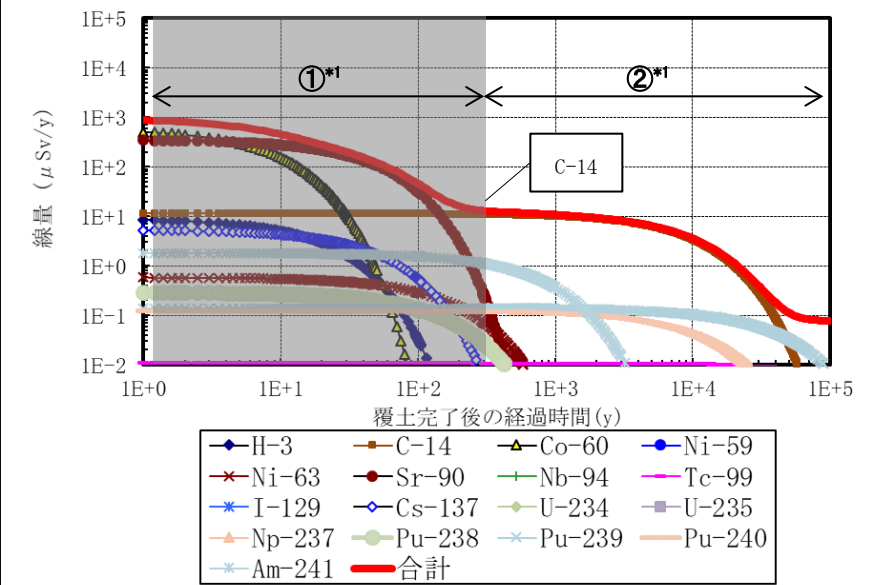 1E+5
1E+4
1E+3
1E+2
1E+1
1E+0
1E-1
1E-2
線量 (μSv/y)
①*1
②*1
C-14
1E+0 1E+1 1E+2 1E+3 1E+4 1E+5
覆土完了後の経過時間(y)
H-3 C-14 Co-60 Ni-59
Ni-63 Sr-90 Nb-94 Tc-99
I-129 Cs-137 U-234 U-235
Np-237 Pu-238 Pu-239 Pu-240
Am-241 合計